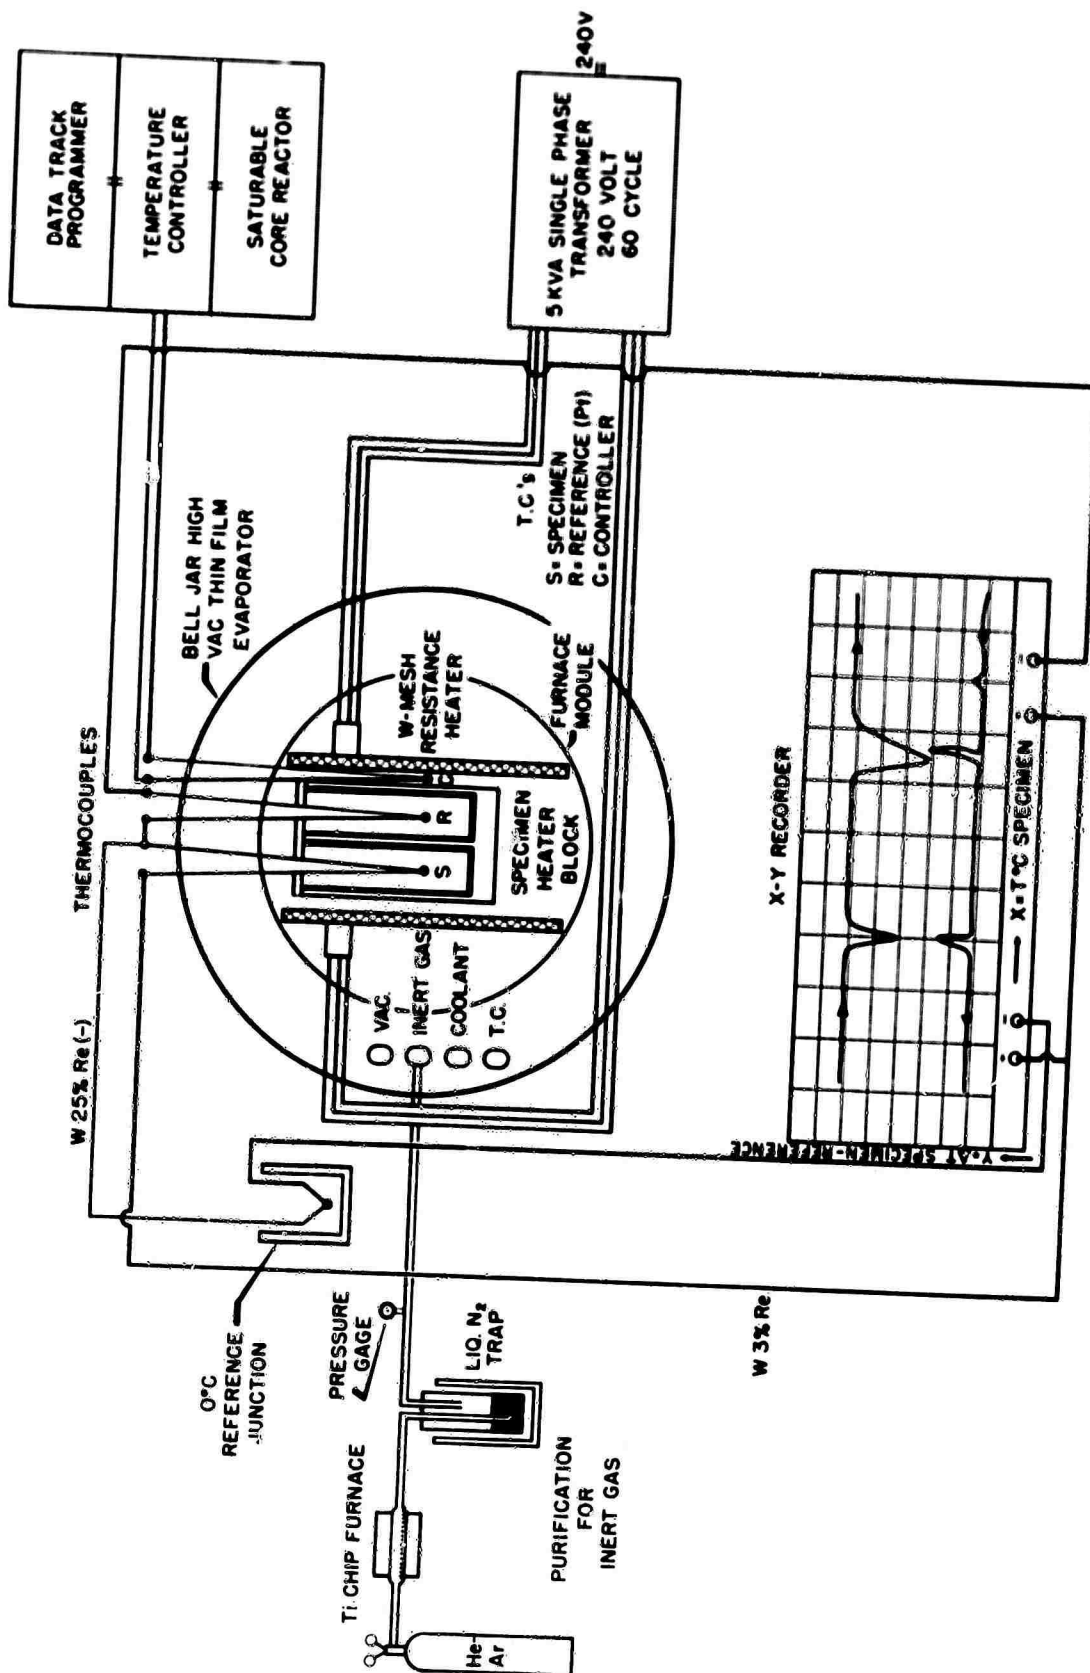 DATA TRACK
PROGRAMMER
TEMPERATURE
CONTROLLER
SATURABLE
CORE REACTOR
240V
5 KVA SINGLE PHASE
TRANSFORMER
240 VOLT
60 CYCLE
BELL JAR HIGH
VAC THIN FILM
EVAPORATOR
THERMOCOUPLES
W 25% Re (-)
W-MESH
RESISTANCE
HEATER
FURNACE
MODULE
T.C.'s
S= SPECIMEN
R= REFERENCE (Pt)
C= CONTROLLER
C
R
S
SPECIMEN
HEATER
BLOCK
VAC.
INERT GAS
COOLANT
T.C.
0°C
REFERENCE
JUNCTION
PRESSURE
GAGE
LIQ. N₂
TRAP
Ti. CHIP FURNACE
PURIFICATION
FOR
INERT GAS
He-
Ar
W 3% Re
X-Y RECORDER
X=T°C SPECIMEN
Y=ΔT SPECIMEN-REFERENCE